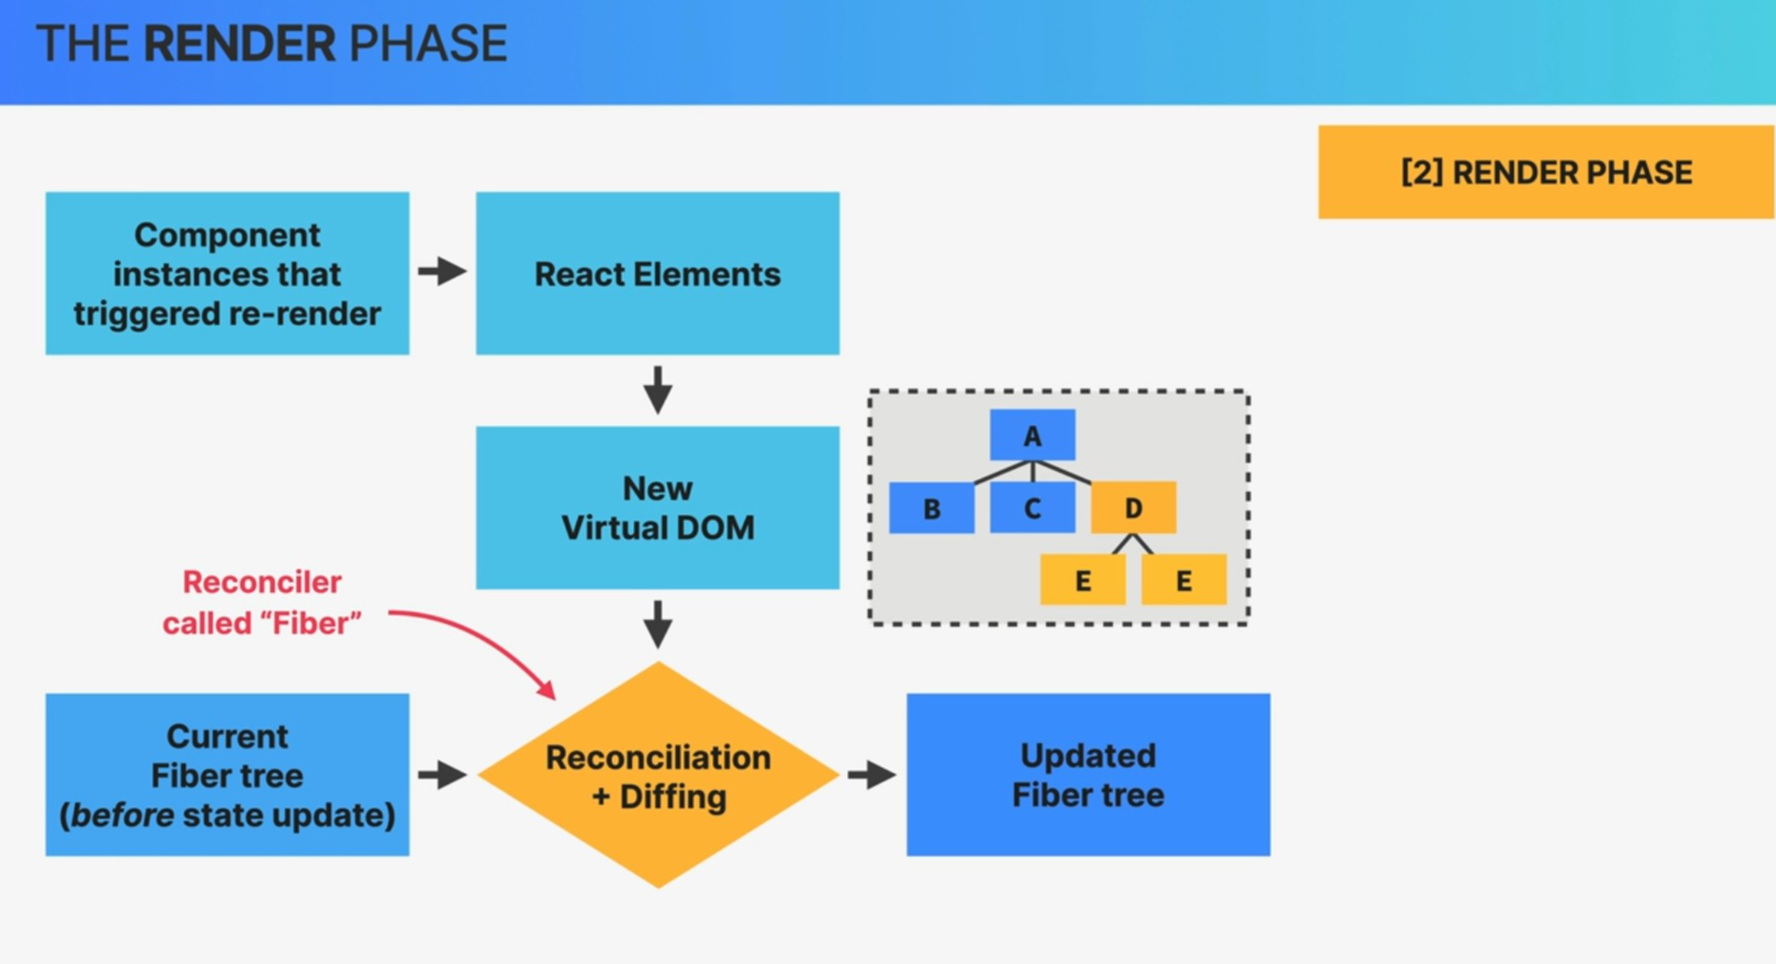 THE RENDER PHASE
[2] RENDER PHASE
Component
instances that
triggered re-render
React Elements
New
Virtual DOM
A
B
C
D
E
E
Reconciler
called “Fiber”
Current
Fiber tree
(before state update)
Reconciliation
+ Diffing
Updated
Fiber tree